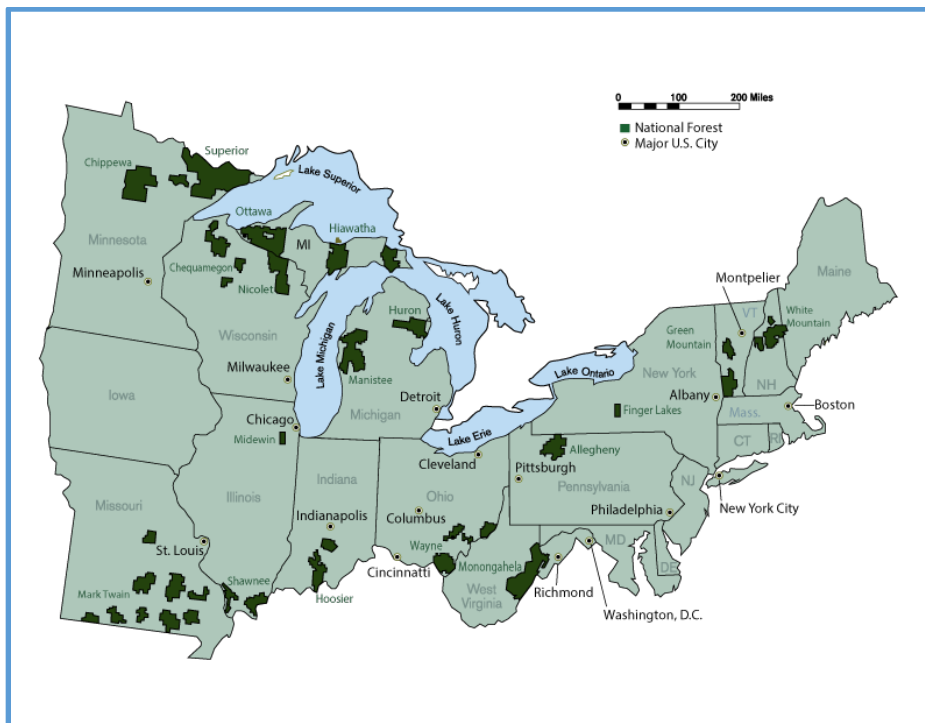 0 100 200 Miles
National Forest
Major U.S. City
Superior
Chippewa
Lake Superior
Ottawa
Hiawatha
Minnesota
MI
Montpelier
Maine
Minneapolis
Chequamegon
Nicolet
Huron
Lake Huron
VT
White
Mountain
Green
Mountain
Wisconsin
Lake Michigan
Lake Ontario
New York
Milwaukee
Manistee
NH
Iowa
Detroit
Albany
Michigan
Mass.
Boston
Chicago
Finger Lakes
Midewin
Lake Erie
CT
RI
Allegheny
Cleveland
Pittsburgh
Indiana
Illinois
Ohio
Pennsylvania
NJ
Missouri
New York City
Indianapolis
Columbus
Philadelphia
St. Louis
Wayne
MD
Monongahela
Cincinnatti
DE
Shawnee
West
Virginia
Richmond
Mark Twain
Hoosier
Washington, D.C.